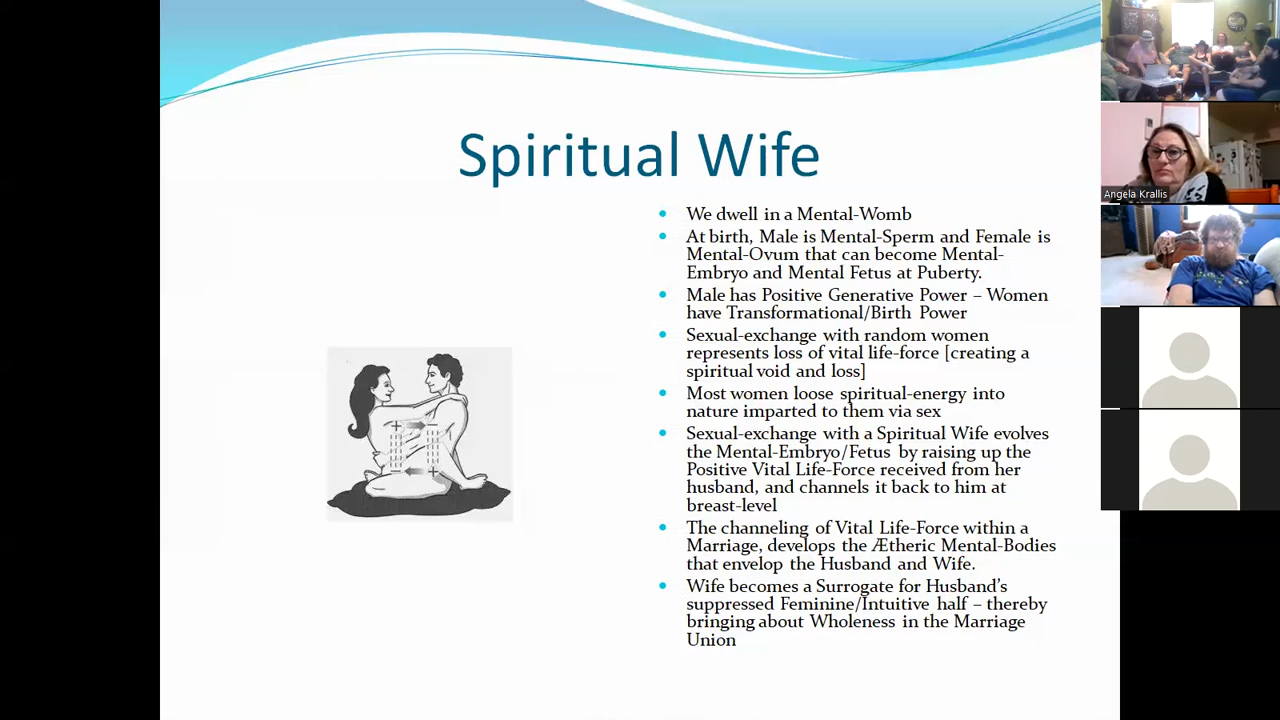 Spiritual Wife
We dwell in a Mental-Womb
At birth, Male is Mental-Sperm and Female is
Mental-Ovum that can become Mental-
Embryo and Mental Fetus at Puberty.
Male has Positive Generative Power – Women
have Transformational/Birth Power
Sexual-exchange with random women
represents loss of vital life-force [creating a
spiritual void and loss]
Most women loose spiritual-energy into
nature imparted to them via sex
Sexual-exchange with a Spiritual Wife evolves
the Mental-Embryo/Fetus by raising up the
Positive Vital Life-Force received from her
husband, and channels it back to him at
breast-level
The channeling of Vital Life-Force within a
Marriage, develops the Ætheric Mental-Bodies
that envelop the Husband and Wife.
Wife becomes a Surrogate for Husband's
suppressed Feminine/Intuitive half – thereby
bringing about Wholeness in the Marriage
Union
Angela Krallis